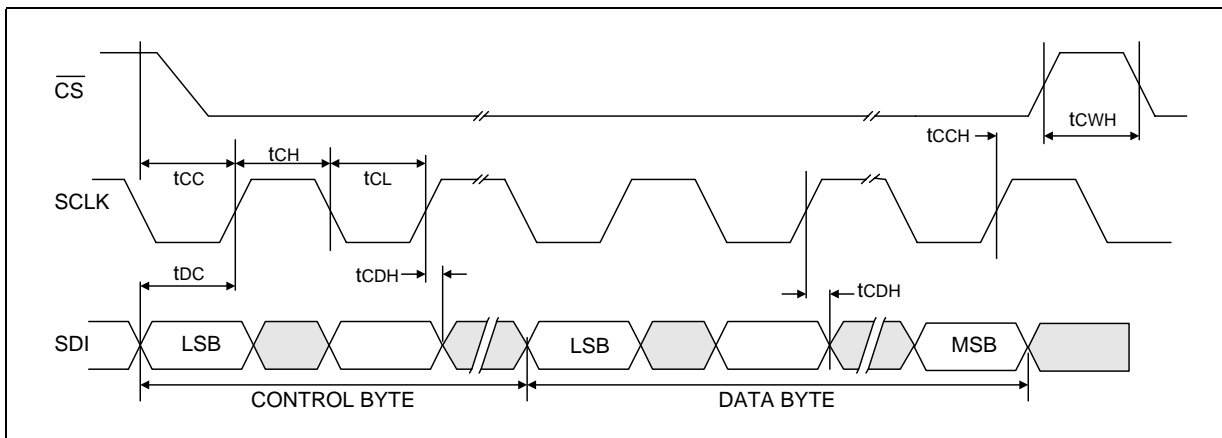 CS
tCCH
tCWH
tCC
tCH
tCL
SCLK
tDC
tCDH
tCDH
SDI
LSB
LSB
MSB
CONTROL BYTE
DATA BYTE